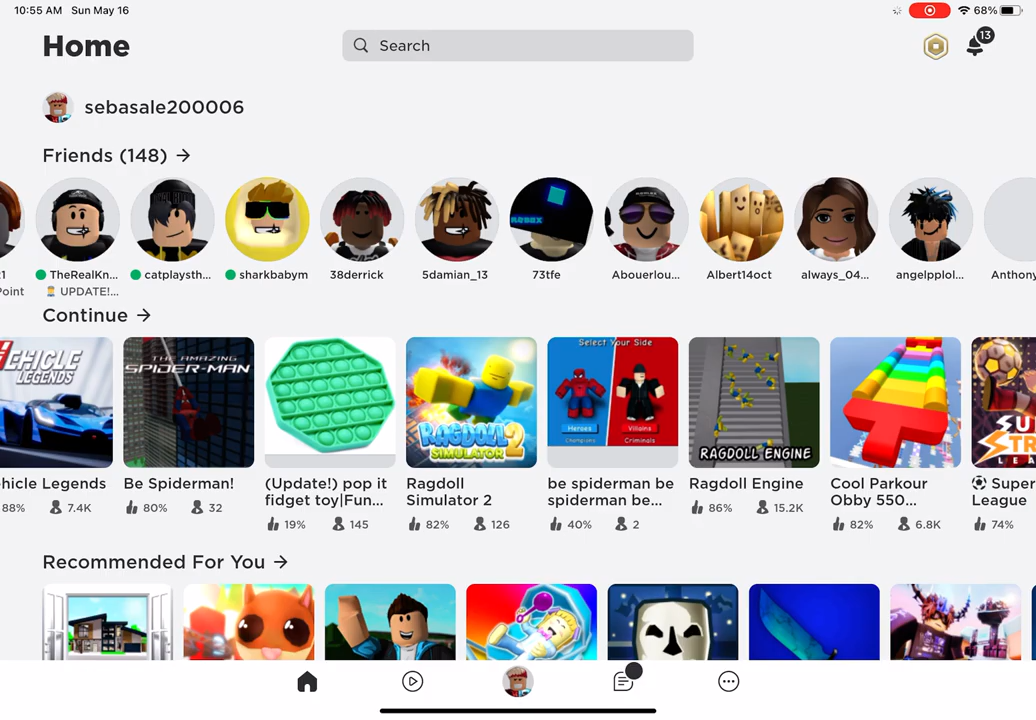 10:55 AM Sun May 16
68%
Home
Search
13
sebasale200006
Friends (148) →
TheRealKn... catplaysth... sharkbabym 38derrick 5damian_13 73tfe Abouerlou... Albert14oct always_04... angelpplol... Anthony
Point UPDATE!...
Continue →
VEHICLE LEGENDS
THE AMAZING SPIDER-MAN
RAGDOLL SIMULATOR 2
Select Your Side
Heroes Villains
Champions Criminals
RAGDOLL ENGINE
hicle Legends Be Spiderman! (Update!) pop it Ragdoll be spiderman be Ragdoll Engine Cool Parkour Super
fidget toy|Fun... Simulator 2 spiderman be... Obby 550... League
88% 7.4K 80% 32 19% 145 82% 126 40% 2 86% 15.2K 82% 6.8K 74%
Recommended For You →